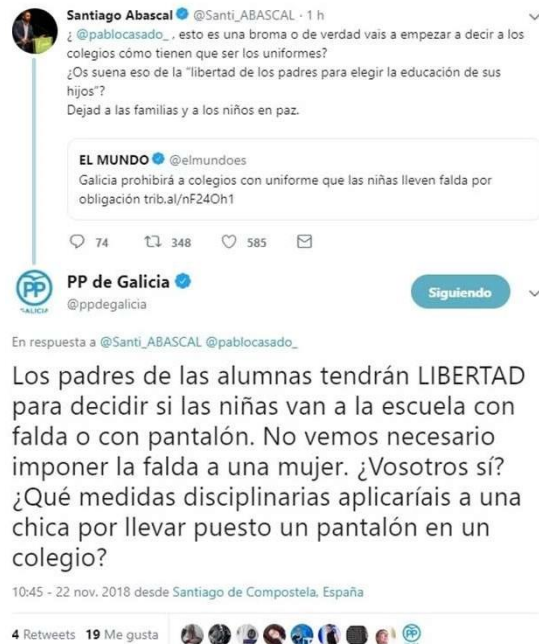 Santiago Abascal @Santi_ABASCAL · 1 h
¿ @pablocasado_ , esto es una broma o de verdad vais a empezar a decir a los
colegios cómo tienen que ser los uniformes?
¿Os suena eso de la "libertad de los padres para elegir la educación de sus
hijos"?
Dejad a las familias y a los niños en paz.
EL MUNDO @elmundoes
Galicia prohibirá a colegios con uniforme que las niñas lleven falda por
obligación trib.al/nF24Oh1
74 348 585
PP
GALICIA
PP de Galicia
@ppdegalicia
Siguiendo
En respuesta a @Santi_ABASCAL @pablocasado_
Los padres de las alumnas tendrán LIBERTAD
para decidir si las niñas van a la escuela con
falda o con pantalón. No vemos necesario
imponer la falda a una mujer. ¿Vosotros sí?
¿Qué medidas disciplinarias aplicaríais a una
chica por llevar puesto un pantalón en un
colegio?
10:45 - 22 nov. 2018 desde Santiago de Compostela, España
4 Retweets 19 Me gusta